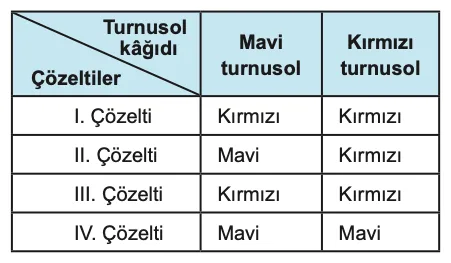 Turnusol
kâğıdı
Çözeltiler
Mavi
turnusol
Kırmızı
turnusol
I. Çözelti Kırmızı Kırmızı
II. Çözelti Mavi Kırmızı
III. Çözelti Kırmızı Kırmızı
IV. Çözelti Mavi Mavi